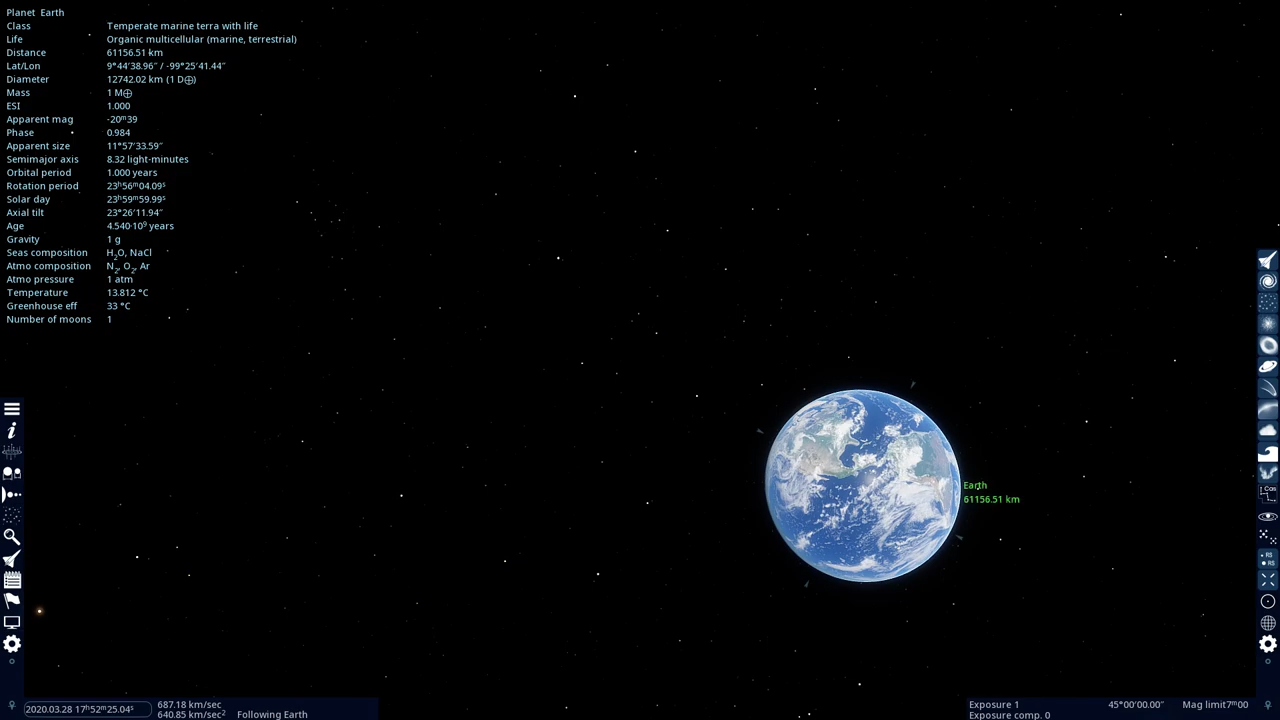 Planet Earth
Class Temperate marine terra with life
Life Organic multicellular (marine, terrestrial)
Distance 61156.51 km
Lat/Lon 9°44′38.96″ / -99°25′41.44″
Diameter 12742.02 km (1 D⊕)
Mass 1 M⊕
ESI 1.000
Apparent mag -20ᵐ39
Phase 0.984
Apparent size 11°57′33.59″
Semimajor axis 8.32 light-minutes
Orbital period 1.000 years
Rotation period 23ʰ56ᵐ04.09ˢ
Solar day 23ʰ59ᵐ59.99ˢ
Axial tilt 23°26′11.94″
Age 4.540·10⁹ years
Gravity 1 g
Seas composition H₂O, NaCl
Atmo composition N₂, O₂, Ar
Atmo pressure 1 atm
Temperature 13.812 °C
Greenhouse eff 33 °C
Number of moons 1
Earth
61156.51 km
Can
RS
RS
2020.03.28 17ʰ52ᵐ25.04ˢ
687.18 km/sec
640.85 km/sec² Following Earth
Exposure 1 45°00′00.00″ Mag limit7ᵐ00
Exposure comp. 0